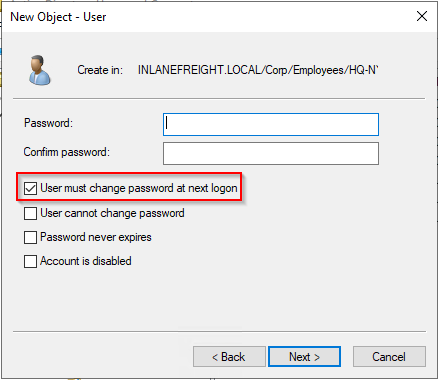 New Object - User
Create in: INLANEFREIGHT.LOCAL/Corp/Employees/HQ-N`
Password:
Confirm password:
User must change password at next logon
User cannot change password
Password never expires
Account is disabled
< Back Next > Cancel